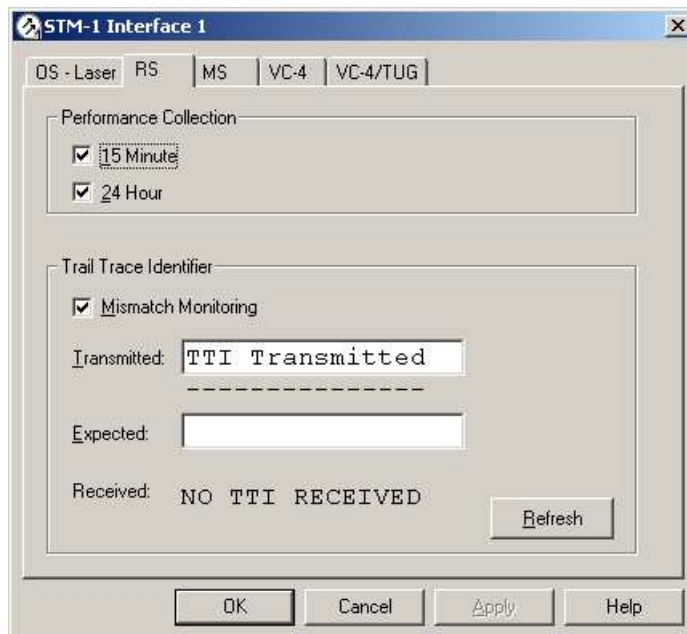 STM-1 Interface 1
OS - Laser RS MS VC-4 VC-4/TUG
Performance Collection
15 Minute
24 Hour
Trail Trace Identifier
Mismatch Monitoring
Transmitted: TTI Transmitted
---------------
Expected:
Received: NO TTI RECEIVED
Refresh
OK Cancel Apply Help